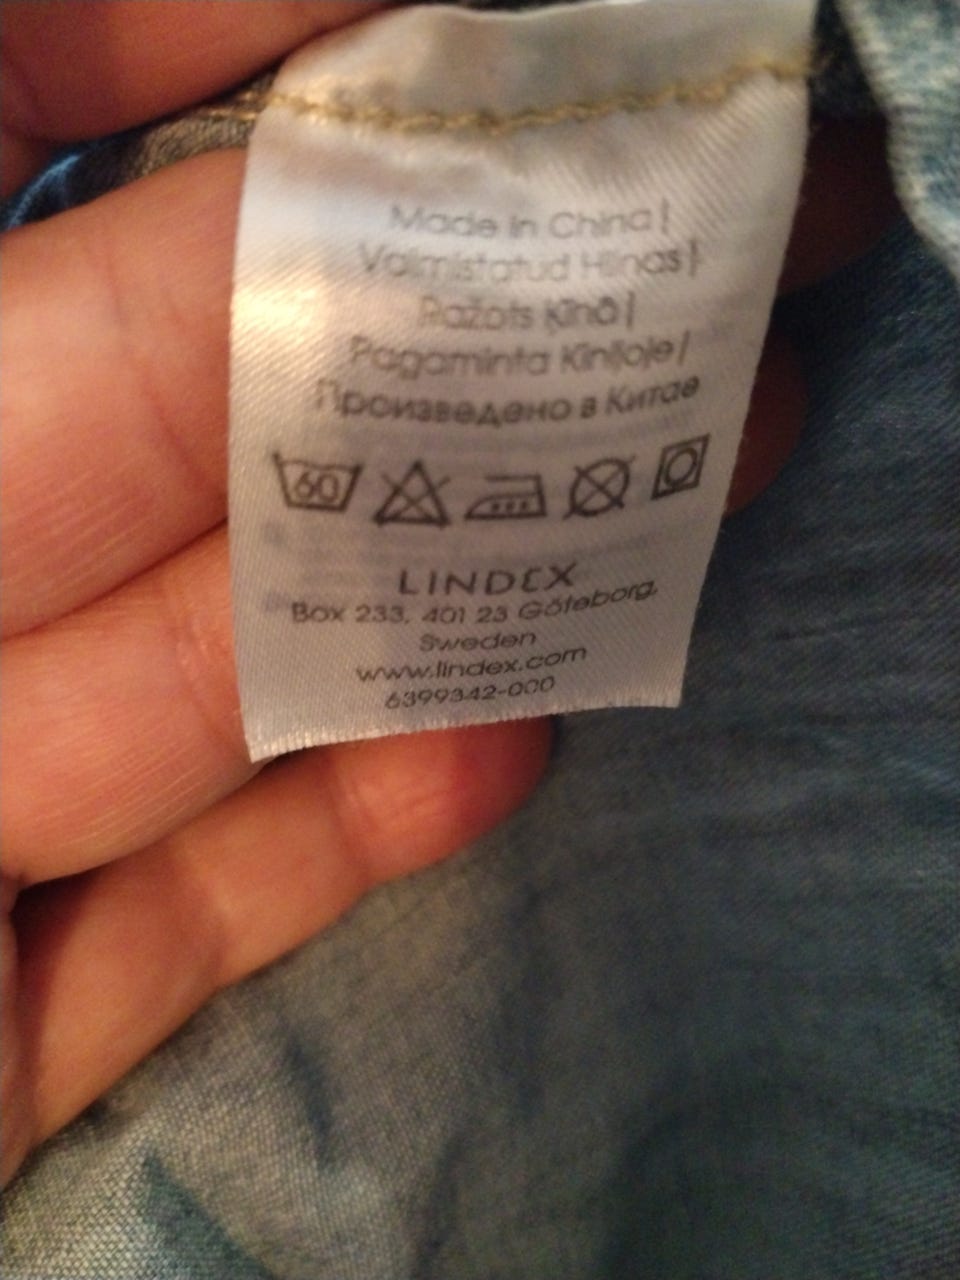 Made in China|
Valmistatud Hiinas|
Ražots Ķīnā|
Pagaminta Kinijoje/
Произведено в Китае
60
LINDEX
Box 233, 401 23 Göteborg,
Sweden
www.lindex.com
6399342-000